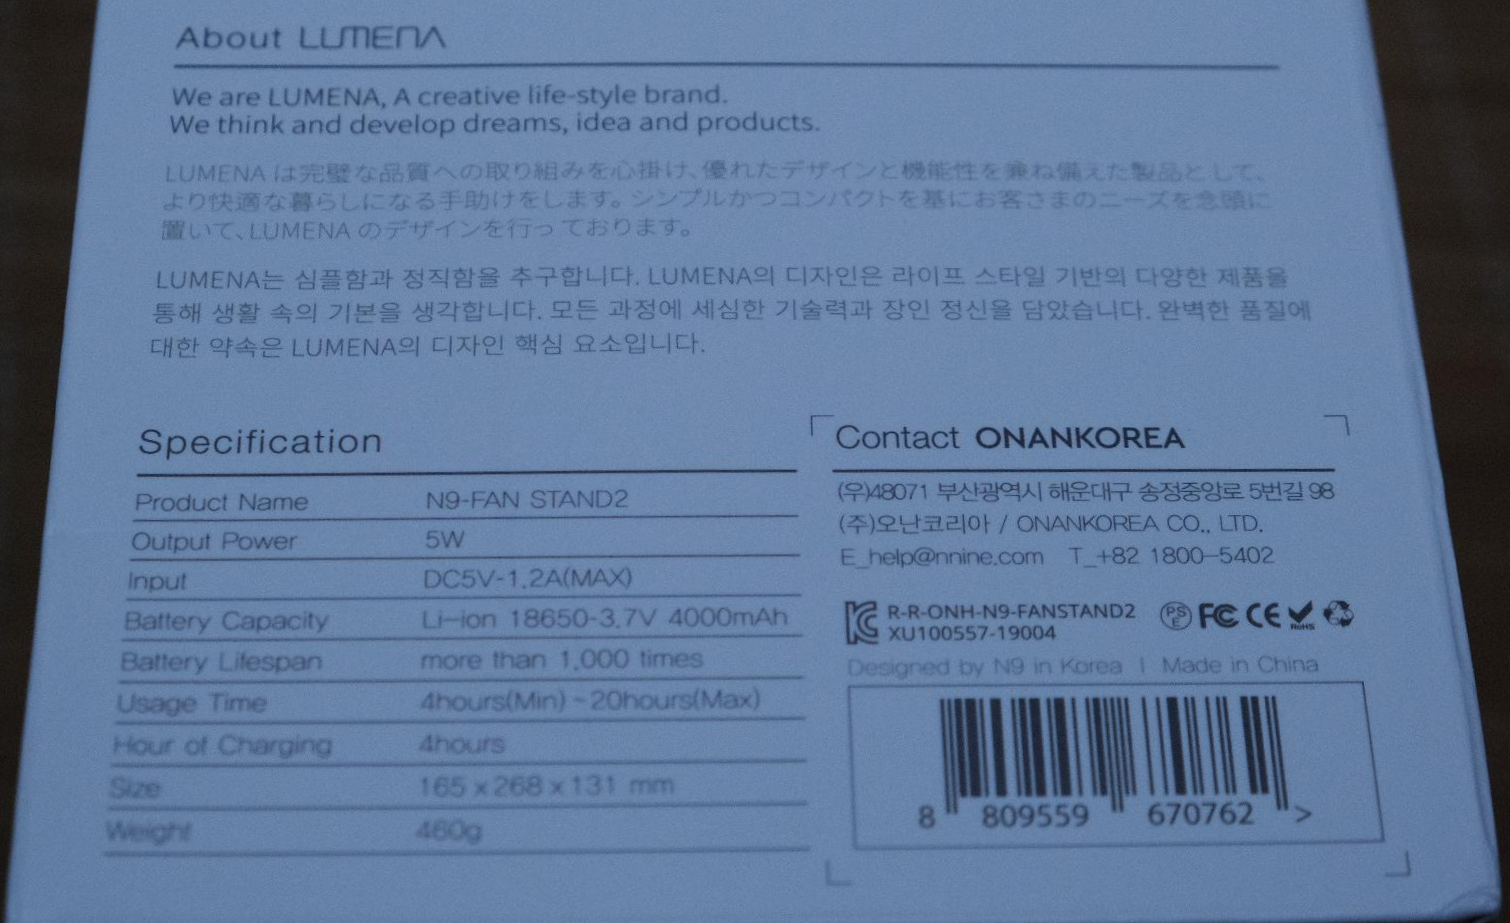 About LUMENA
We are LUMENA, A creative life-style brand.
We think and develop dreams, idea and products.
LUMENA は完璧な品質への取り組みを心掛け、優れたデザインと機能性を兼ね備えた製品として、
より快適な暮らしになる手助けをします。シンプルかつコンパクトを基にお客さまのニーズを念頭に
置いて、LUMENA のデザインを行っております。
LUMENA는 심플함과 정직함을 추구합니다. LUMENA의 디자인은 라이프 스타일 기반의 다양한 제품을
통해 생활 속의 기본을 생각합니다. 모든 과정에 세심한 기술력과 장인 정신을 담았습니다. 완벽한 품질에
대한 약속은 LUMENA의 디자인 핵심 요소입니다.
Specification
Product Name N9-FAN STAND2
Output Power 5W
Input DC5V-1.2A(MAX)
Battery Capacity Li-ion 18650-3.7V 4000mAh
Battery Lifespan more than 1,000 times
Usage Time 4hours(Min) ~20hours(Max)
Hour of Charging 4hours
Size 165 x 268 x 131 mm
Weight 460g
Contact ONANKOREA
(우)48071 부산광역시 해운대구 송정중앙로 5번길 98
(주)오난코리아 / ONANKOREA CO., LTD.
E_help@nnine.com T_+82 1800-5402
R-R-ONH-N9-FANSTAND2 PSE FC CE RoHS
XU100557-19004
Designed by N9 in Korea | Made in China
8 809559 670762 >